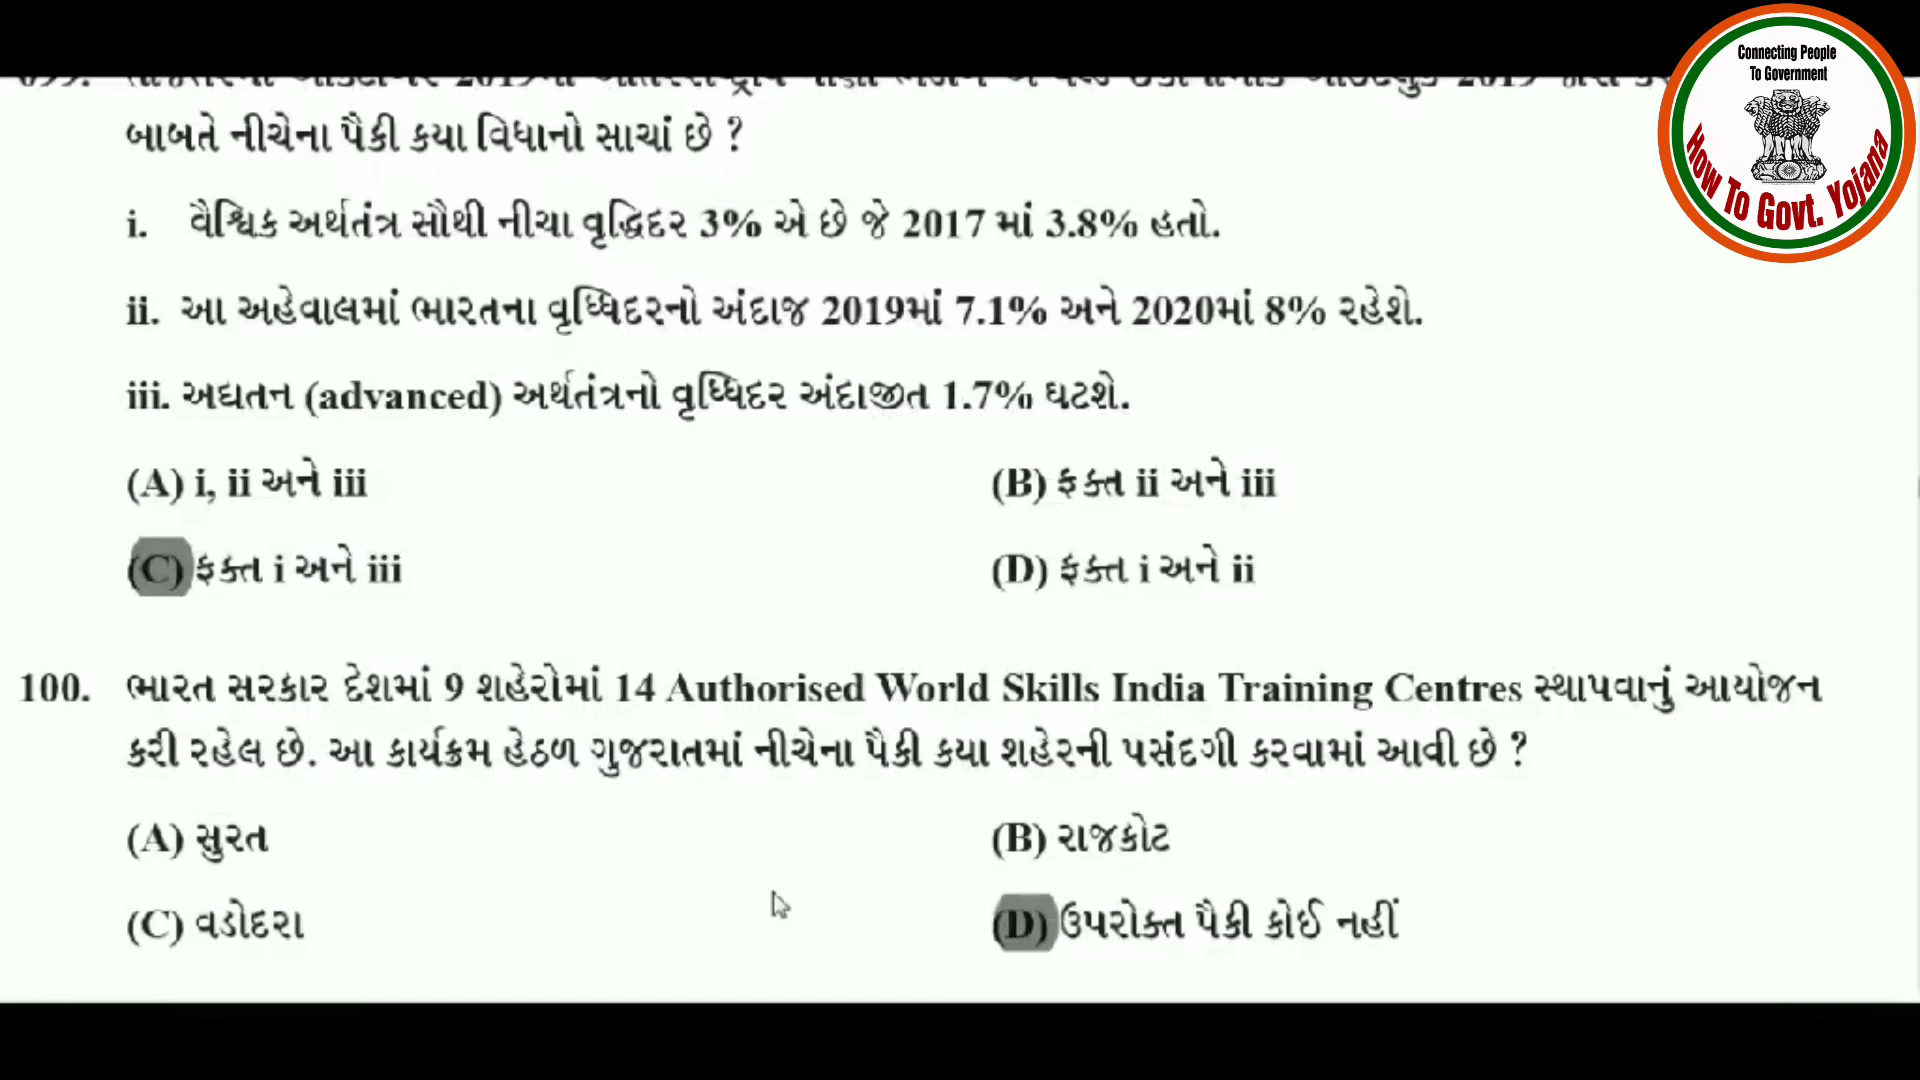 2019
બાબતે નીચેના પૈકી કયા વિધાનો સાચાં છે ?
i. વૈશ્વિક અર્થતંત્ર સૌથી નીચા વૃદ્ધિદર 3% એ છે જે 2017 માં 3.8% હતો.
ii. આ અહેવાલમાં ભારતના વૃધ્ધિદરનો અંદાજ 2019માં 7.1% અને 2020માં 8% રહેશે.
iii. અદ્યતન (advanced) અર્થતંત્રનો વૃધ્ધિદર અંદાજીત 1.7% ઘટશે.
(A) i, ii અને iii (B) ફક્ત ii અને iii
(C) ફક્ત i અને iii (D) ફક્ત i અને ii
100. ભારત સરકાર દેશમાં 9 શહેરોમાં 14 Authorised World Skills India Training Centres સ્થાપવાનું આયોજન
કરી રહેલ છે. આ કાર્યક્રમ હેઠળ ગુજરાતમાં નીચેના પૈકી કયા શહેરની પસંદગી કરવામાં આવી છે ?
(A) સુરત (B) રાજકોટ
(C) વડોદરા (D) ઉપરોક્ત પૈકી કોઈ નહીં
Connecting People
To Government
How To Govt. Yojana